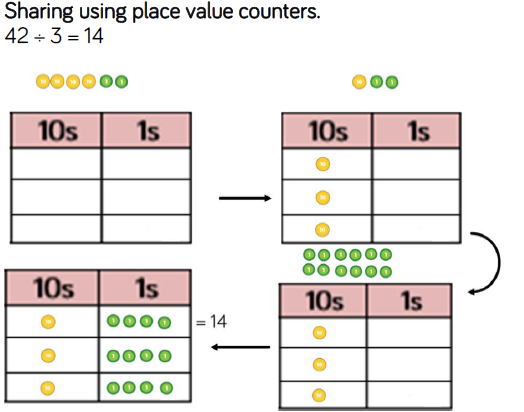 Sharing using place value counters.
42 ÷ 3 = 14
10s 1s
10s 1s
10s 1s
= 14
10s 1s